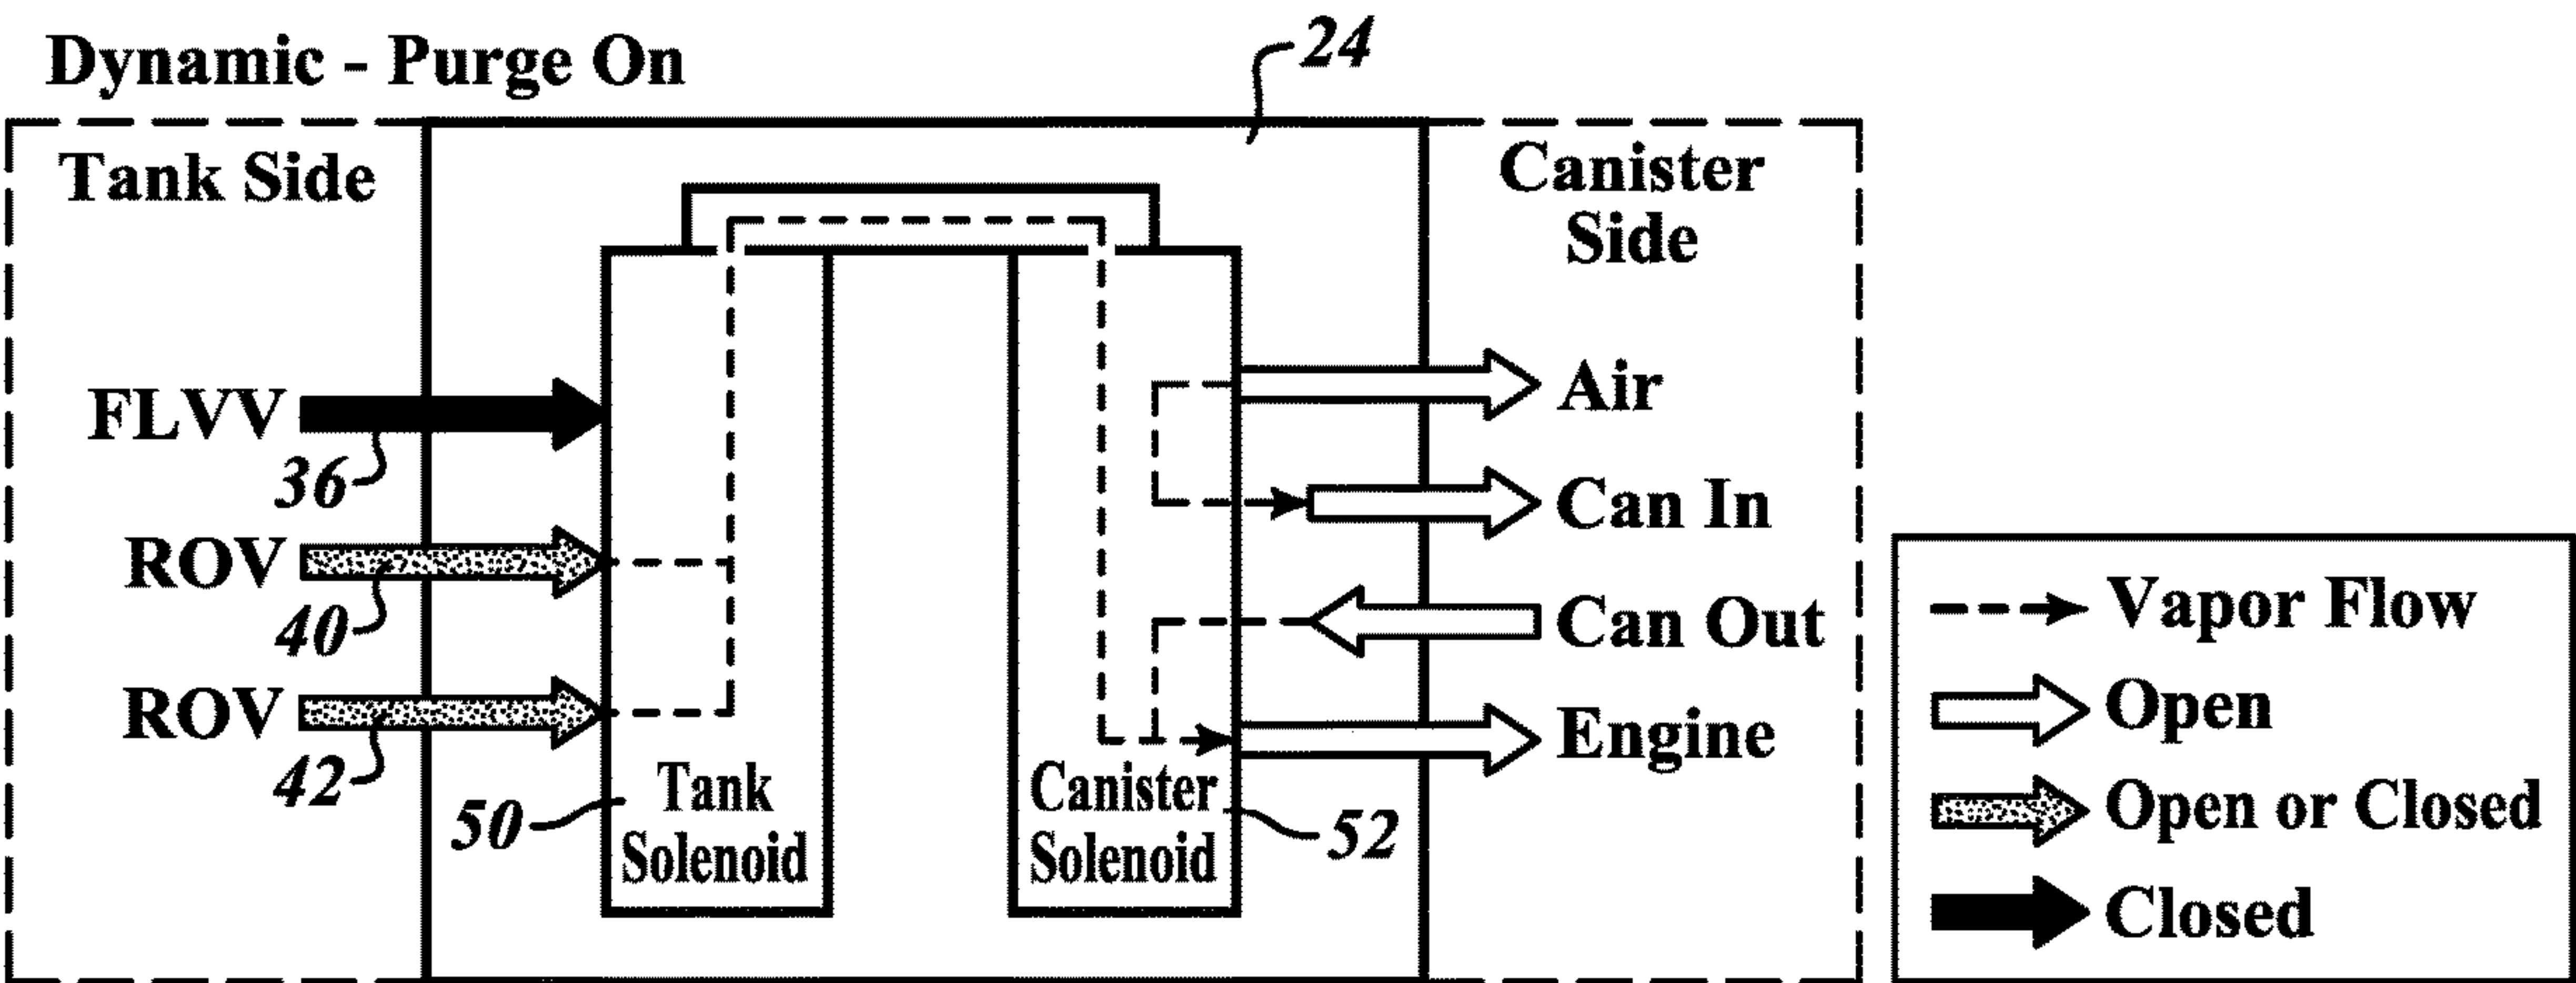 Dynamic - Purge On
24
Tank Side
Canister
Side
FLVV
36
ROV
40
ROV
42
50
Tank
Solenoid
Canister
Solenoid
52
Air
Can In
Can Out
Engine
Vapor Flow
Open
Open or Closed
Closed